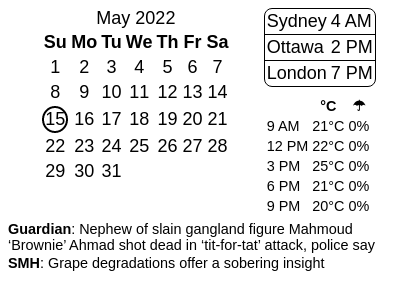 May 2022
Su Mo Tu We Th Fr Sa
1 2 3 4 5 6 7
8 9 10 11 12 13 14
15 16 17 18 19 20 21
22 23 24 25 26 27 28
29 30 31
Sydney 4 AM
Ottawa 2 PM
London 7 PM
°C ☂
9 AM 21°C 0%
12 PM 22°C 0%
3 PM 25°C 0%
6 PM 21°C 0%
9 PM 20°C 0%
Guardian: Nephew of slain gangland figure Mahmoud
‘Brownie’ Ahmad shot dead in ‘tit-for-tat’ attack, police say
SMH: Grape degradations offer a sobering insight